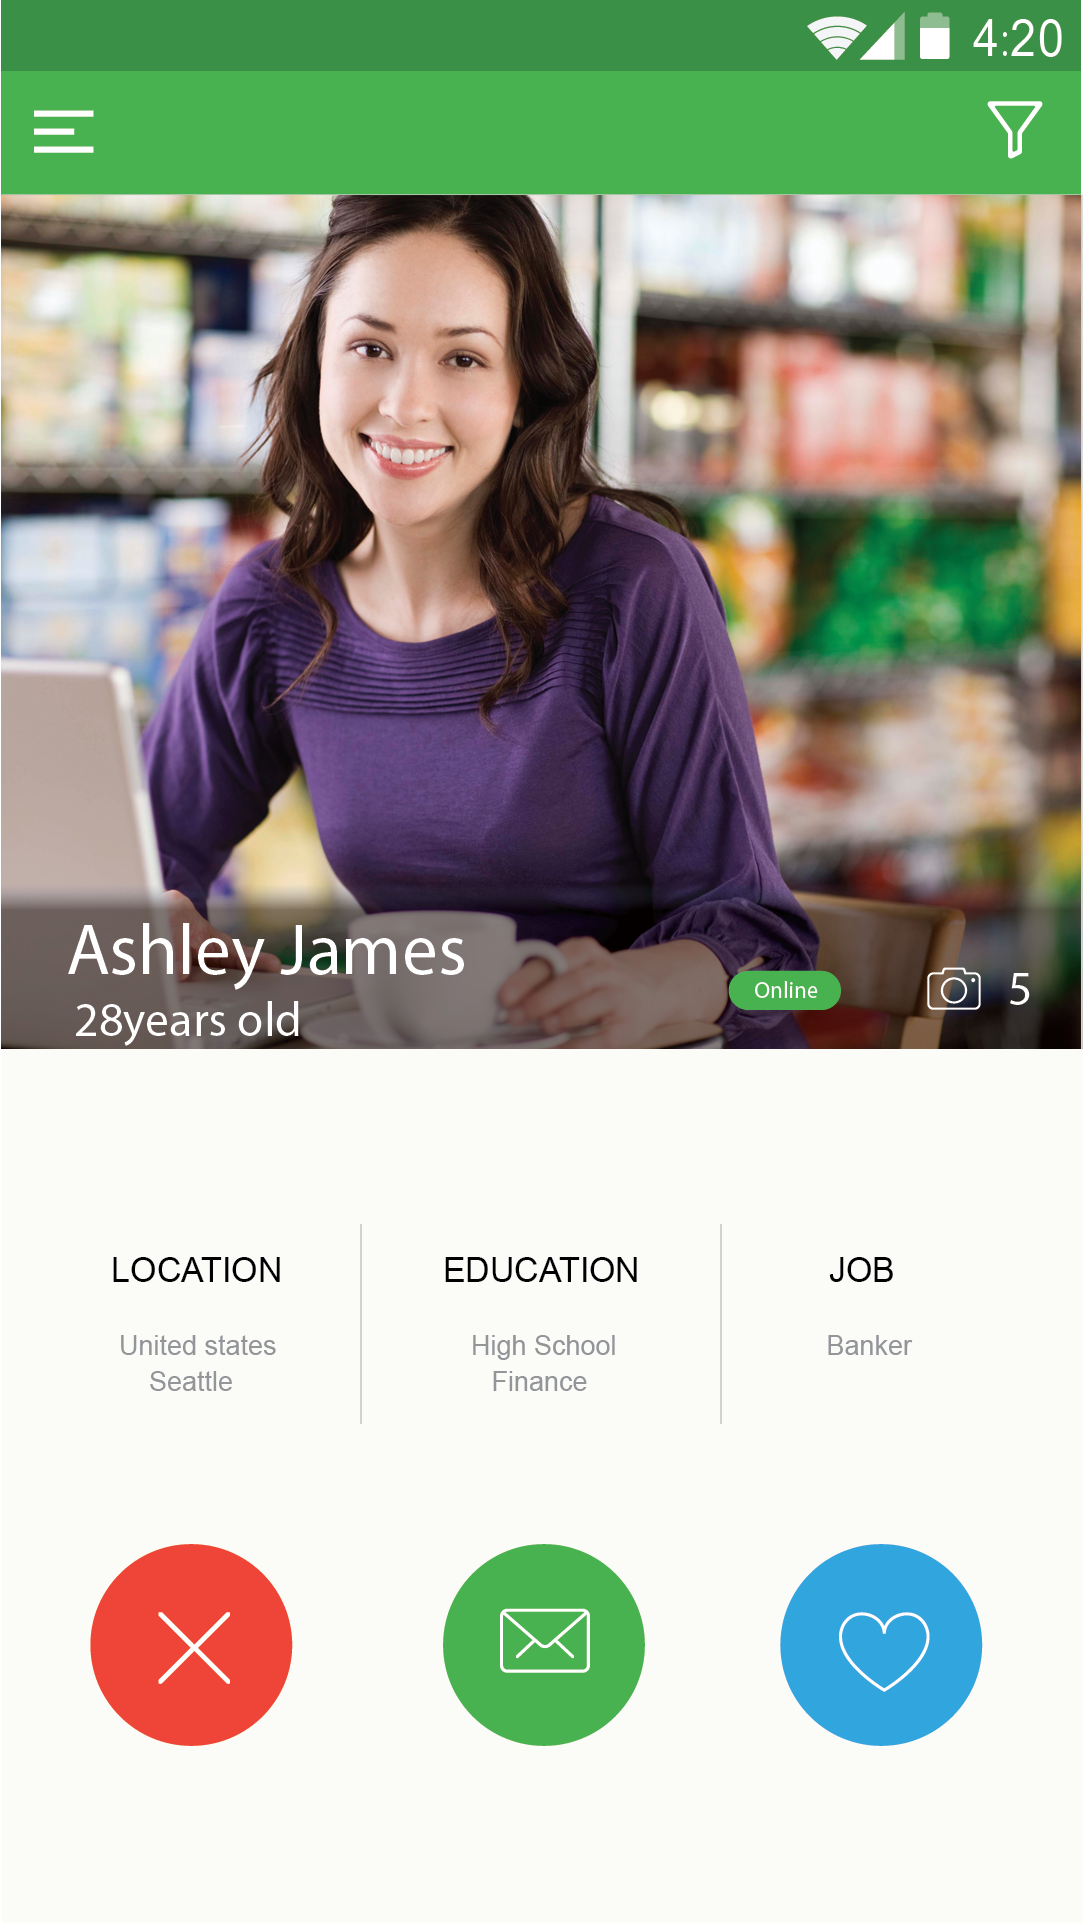 4:20
Ashley James
28years old
Online
5
LOCATION
United states
Seattle
EDUCATION
High School
Finance
JOB
Banker